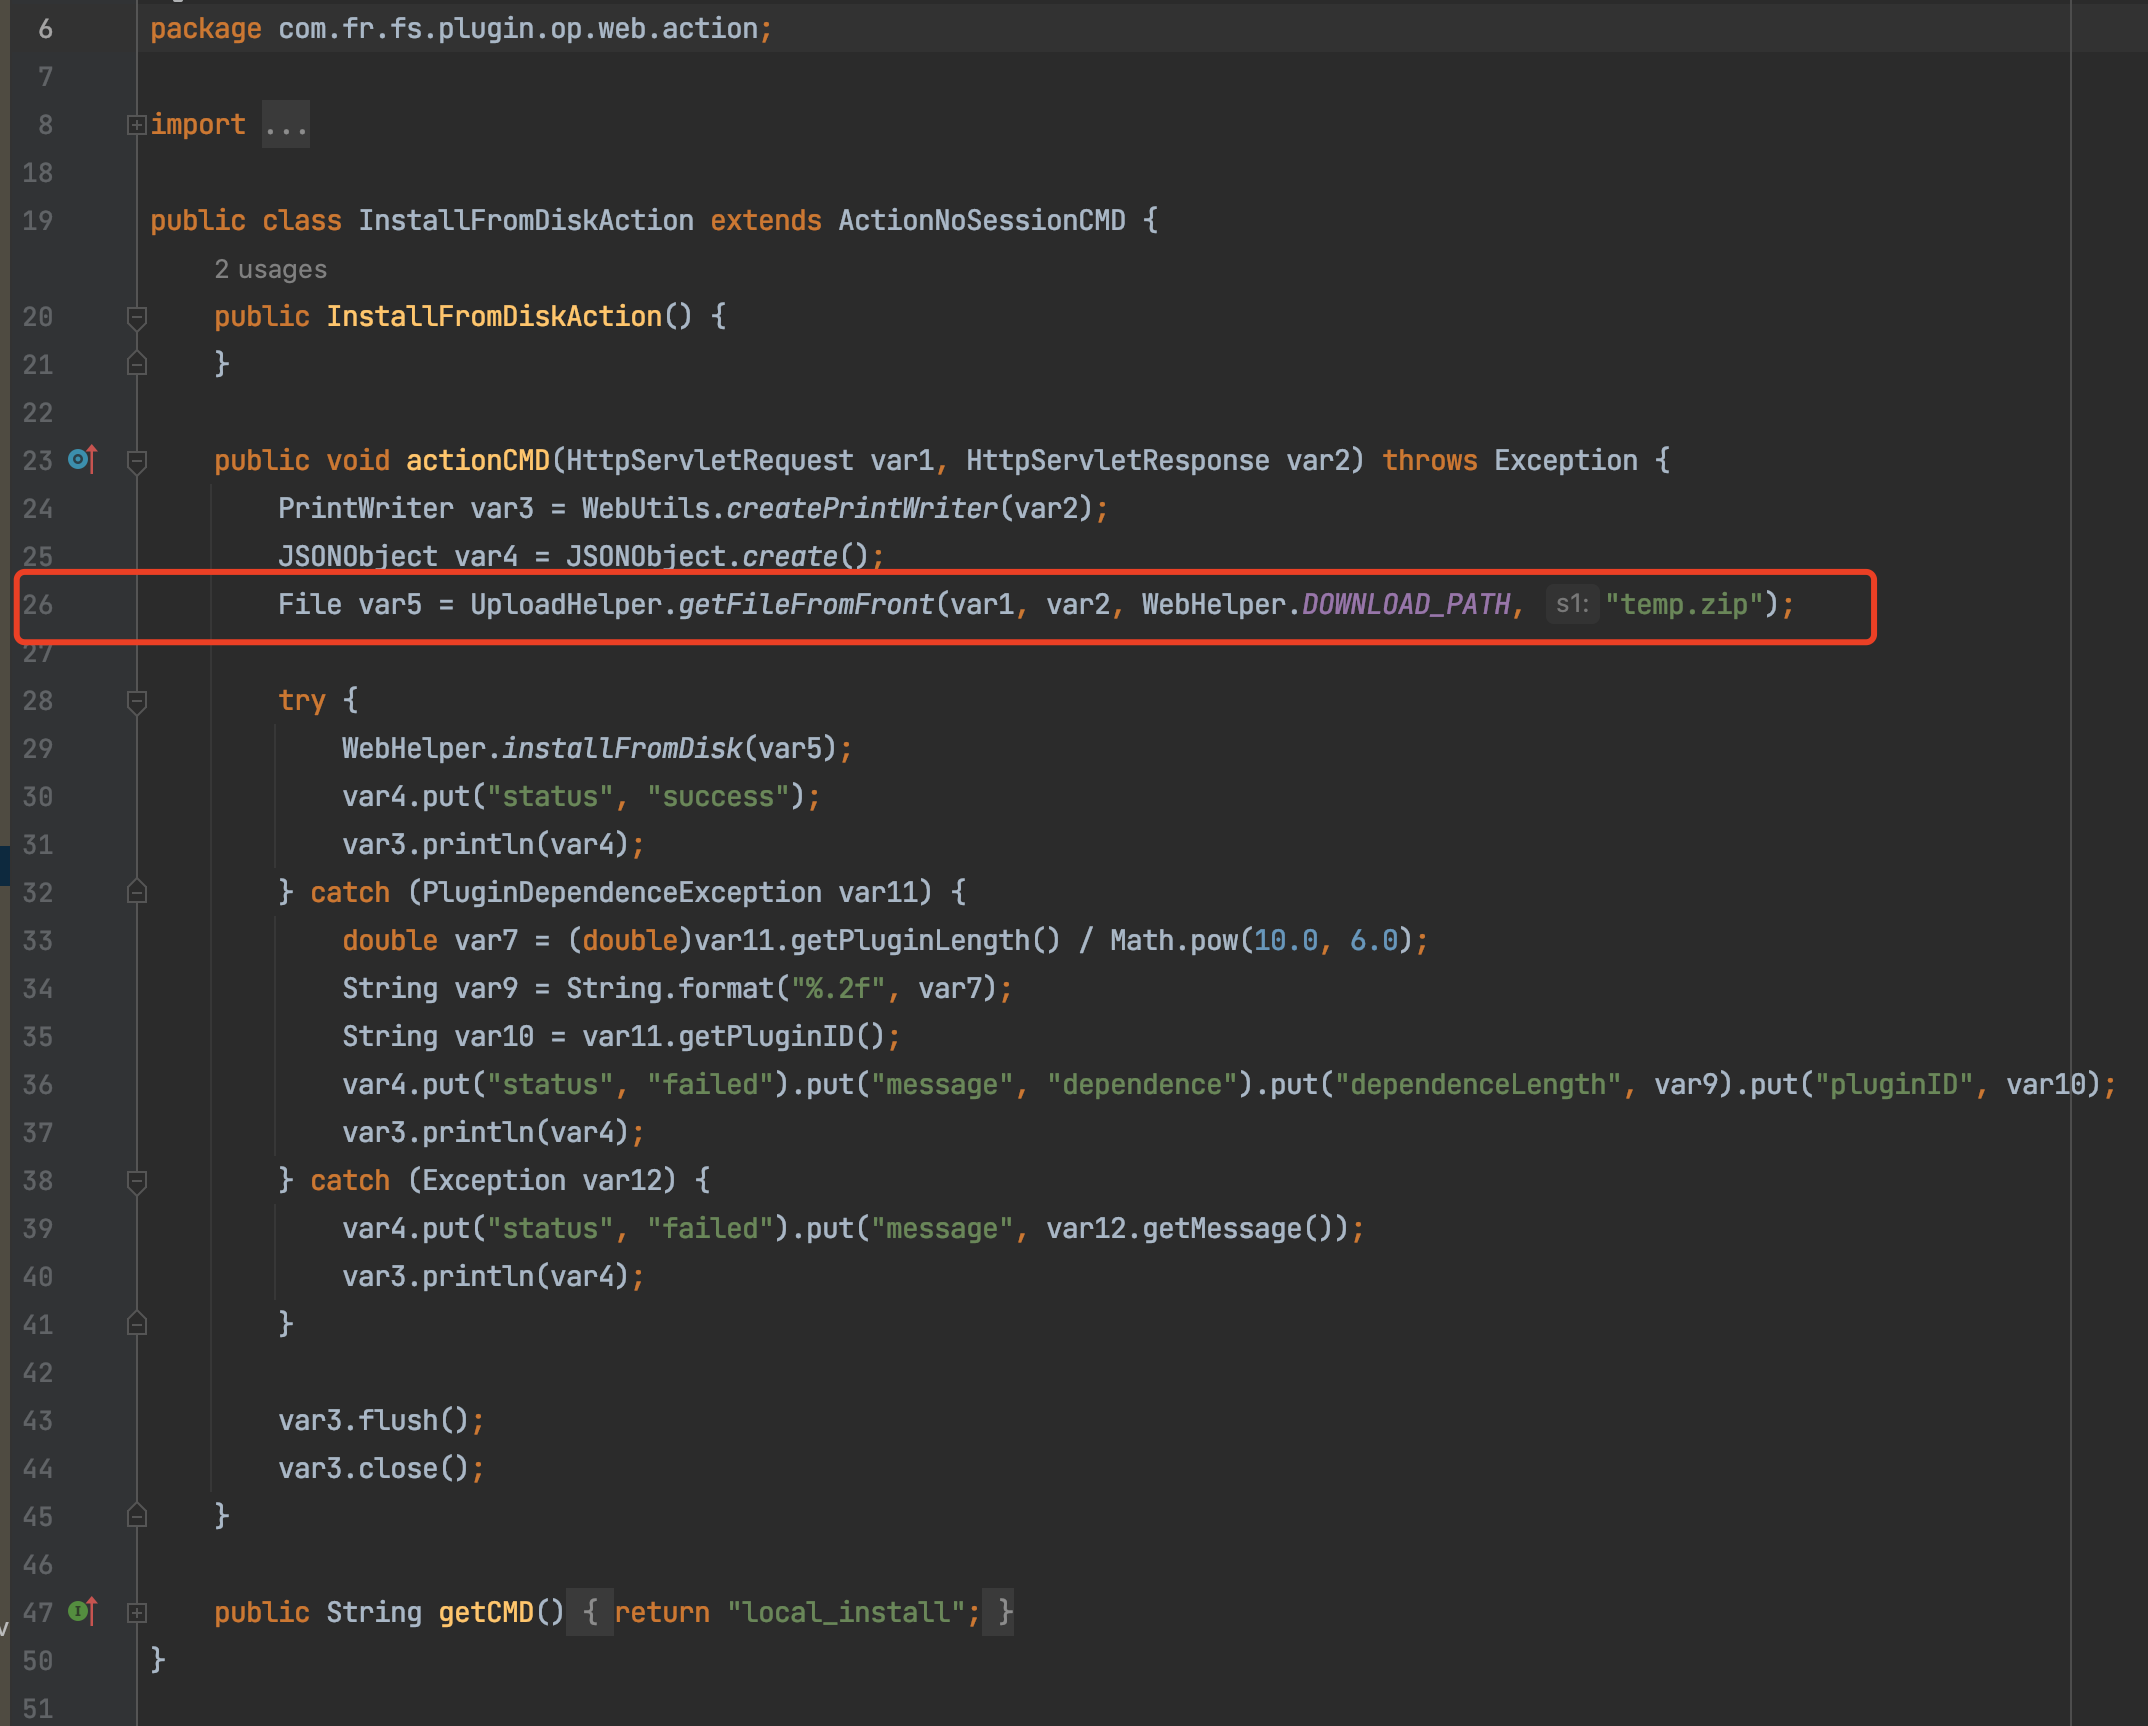 6 package com.fr.fs.plugin.op.web.action;
7
8 import ...
18
19 public class InstallFromDiskAction extends ActionNoSessionCMD {
2 usages
20 public InstallFromDiskAction() {
21 }
22
23 public void actionCMD(HttpServletRequest var1, HttpServletResponse var2) throws Exception {
24 PrintWriter var3 = WebUtils.createPrintWriter(var2);
25 JSONObject var4 = JSONObject.create();
26 File var5 = UploadHelper.getFileFromFront(var1, var2, WebHelper.DOWNLOAD_PATH, s1: "temp.zip");
27
28 try {
29 WebHelper.installFromDisk(var5);
30 var4.put("status", "success");
31 var3.println(var4);
32 } catch (PluginDependenceException var11) {
33 double var7 = (double)var11.getPluginLength() / Math.pow(10.0, 6.0);
34 String var9 = String.format("%.2f", var7);
35 String var10 = var11.getPluginID();
36 var4.put("status", "failed").put("message", "dependence").put("dependenceLength", var9).put("pluginID", var10);
37 var3.println(var4);
38 } catch (Exception var12) {
39 var4.put("status", "failed").put("message", var12.getMessage());
40 var3.println(var4);
41 }
42
43 var3.flush();
44 var3.close();
45 }
46
47 public String getCMD() { return "local_install"; }
50 }
51